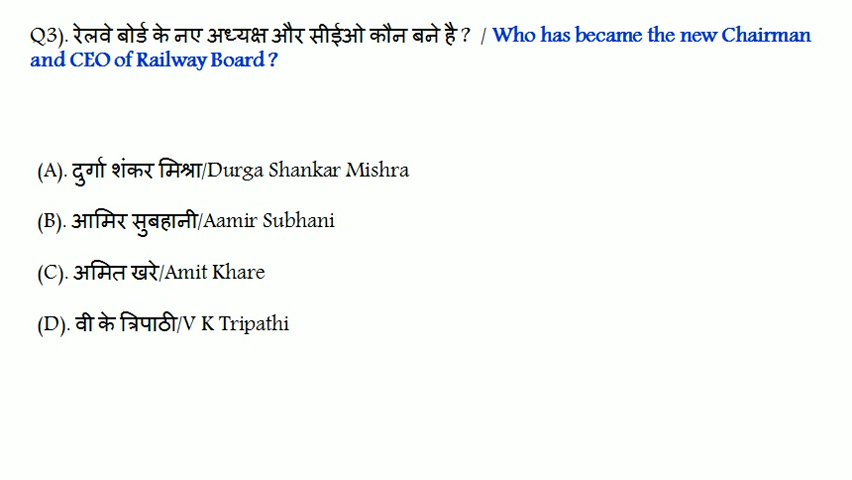 Q3). रेलवे बोर्ड के नए अध्यक्ष और सीईओ कौन बने है ? / Who has became the new Chairman
and CEO of Railway Board ?
(A). दुर्गा शंकर मिश्रा/Durga Shankar Mishra
(B). आमिर सुबहानी/Aamir Subhani
(C). अमित खरे/Amit Khare
(D). वी के त्रिपाठी/V K Tripathi